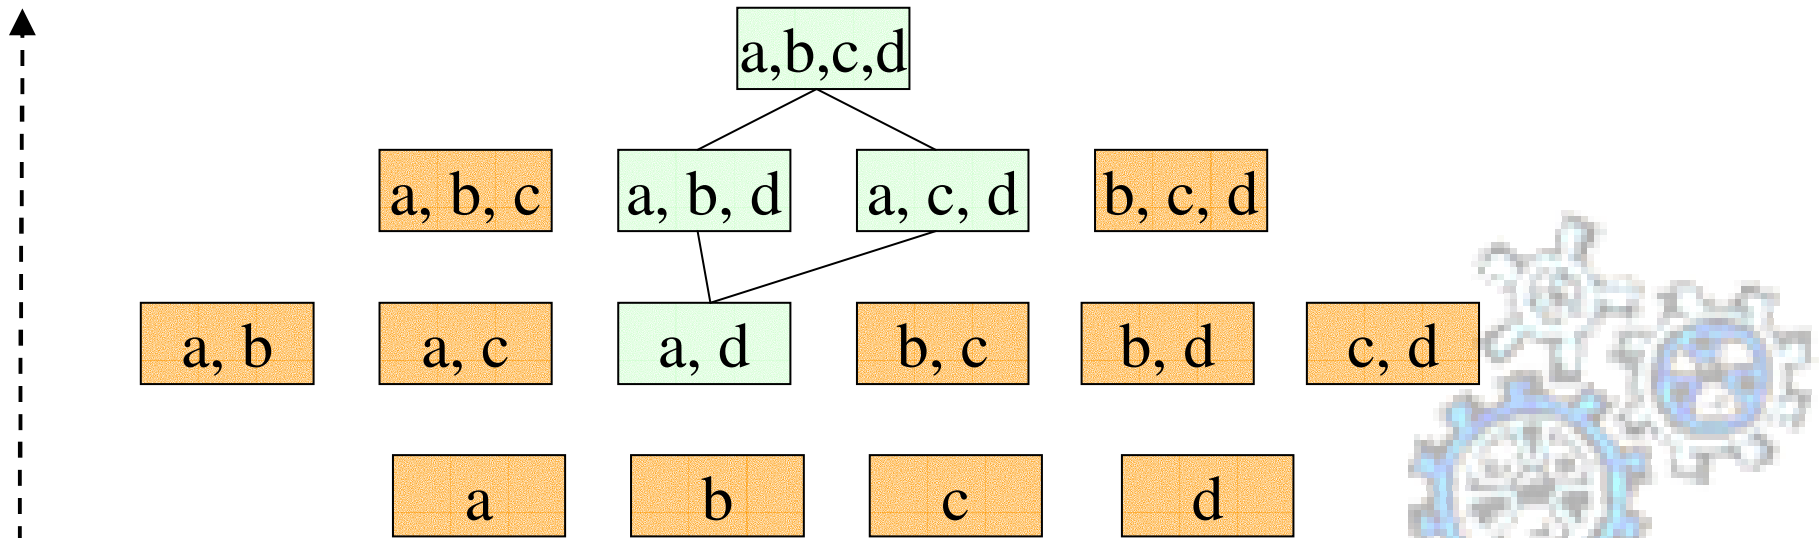 a,b,c,d
a, b, c a, b, d a, c, d b, c, d
a, b a, c a, d b, c b, d c, d
a b c d